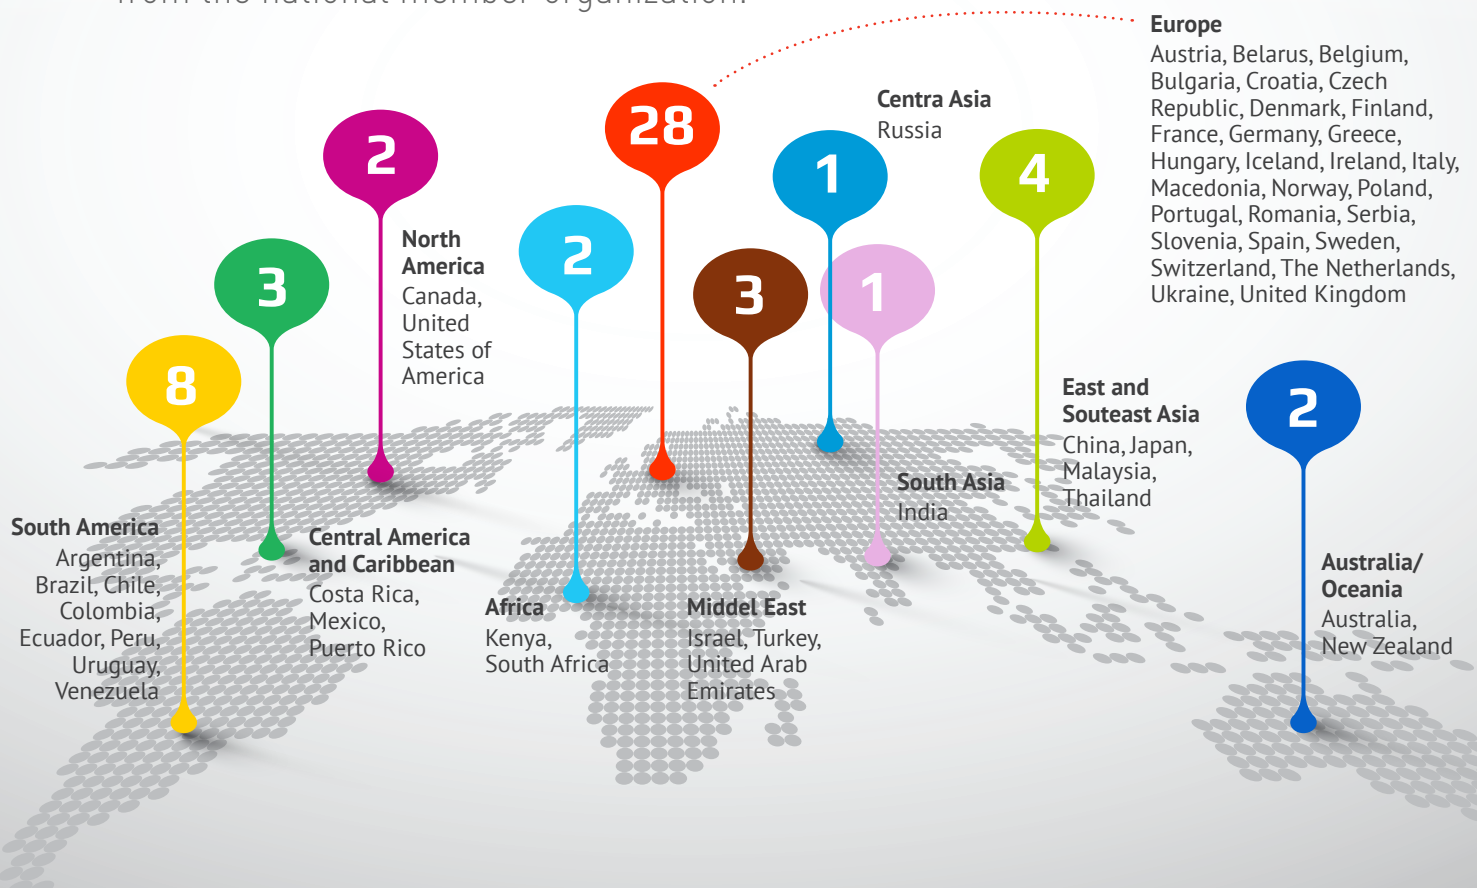 from the national member organization.
Europe
Austria, Belarus, Belgium,
Bulgaria, Croatia, Czech
Republic, Denmark, Finland,
France, Germany, Greece,
Hungary, Iceland, Ireland, Italy,
Macedonia, Norway, Poland,
Portugal, Romania, Serbia,
Slovenia, Spain, Sweden,
Switzerland, The Netherlands,
Ukraine, United Kingdom
28
Centra Asia
Russia
1
2
North
America
Canada,
United
States of
America
4
East and
Souteast Asia
China, Japan,
Malaysia,
Thailand
2
Africa
Kenya,
South Africa
3
Central America
and Caribbean
Costa Rica,
Mexico,
Puerto Rico
3
Middel East
Israel, Turkey,
United Arab
Emirates
1
South Asia
India
8
South America
Argentina,
Brazil, Chile,
Colombia,
Ecuador, Peru,
Uruguay,
Venezuela
2
Australia/
Oceania
Australia,
New Zealand